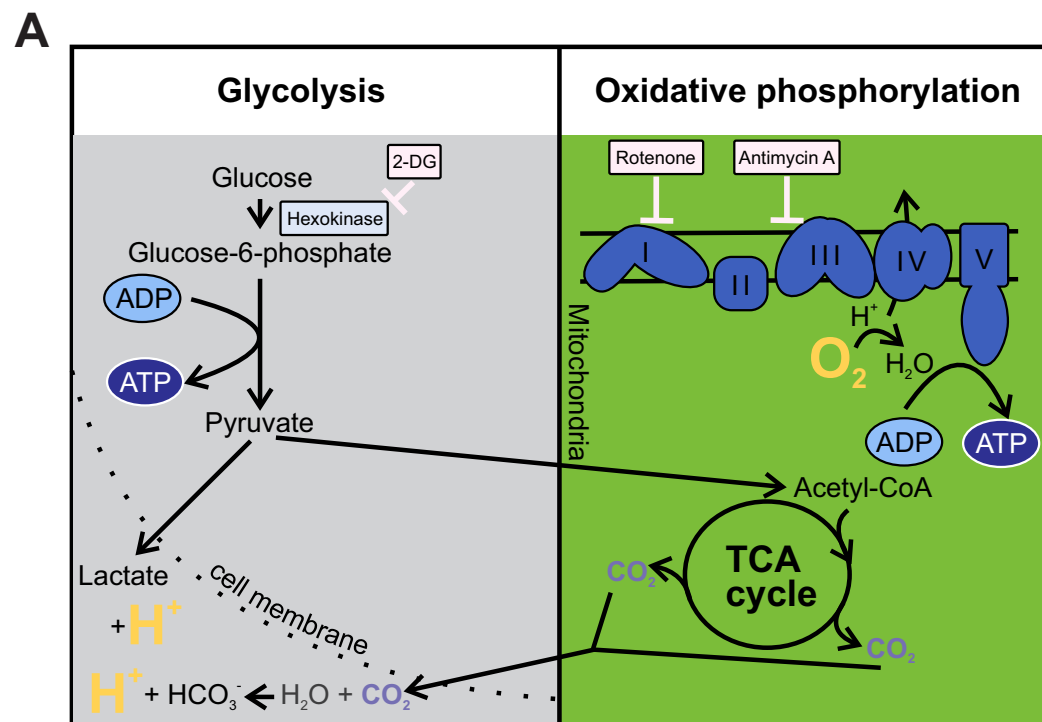 A
Glycolysis
Oxidative phosphorylation
2-DG
Glucose
Hexokinase
Glucose-6-phosphate
ADP
ATP
Pyruvate
Lactate
+ H⁺
cell membrane
H⁺ + HCO₃⁻ H₂O + CO₂
Rotenone
Antimycin A
I
II
III
IV
V
Mitochondria
H⁺
O₂
H₂O
ADP
ATP
Acetyl-CoA
TCA
cycle
CO₂
CO₂